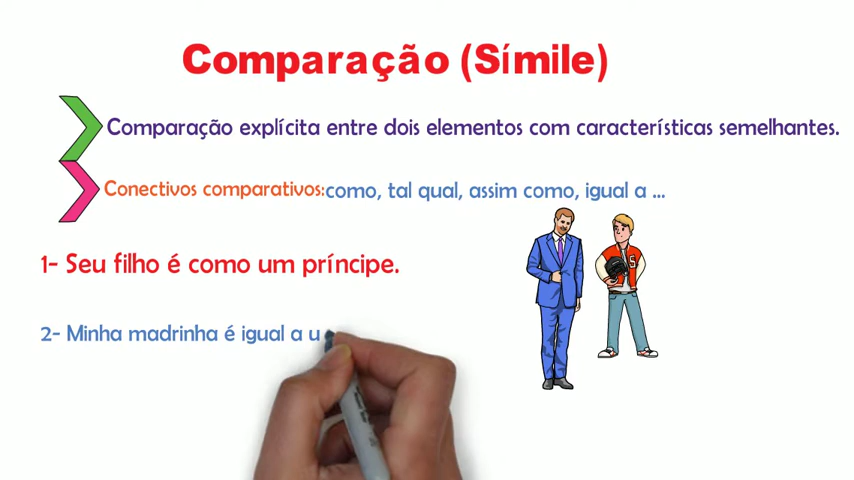 Comparação (Símile)
Comparação explícita entre dois elementos com características semelhantes.
Conectivos comparativos:como, tal qual, assim como, igual a ...
1- Seu filho é como um príncipe.
2- Minha madrinha é igual a u
S